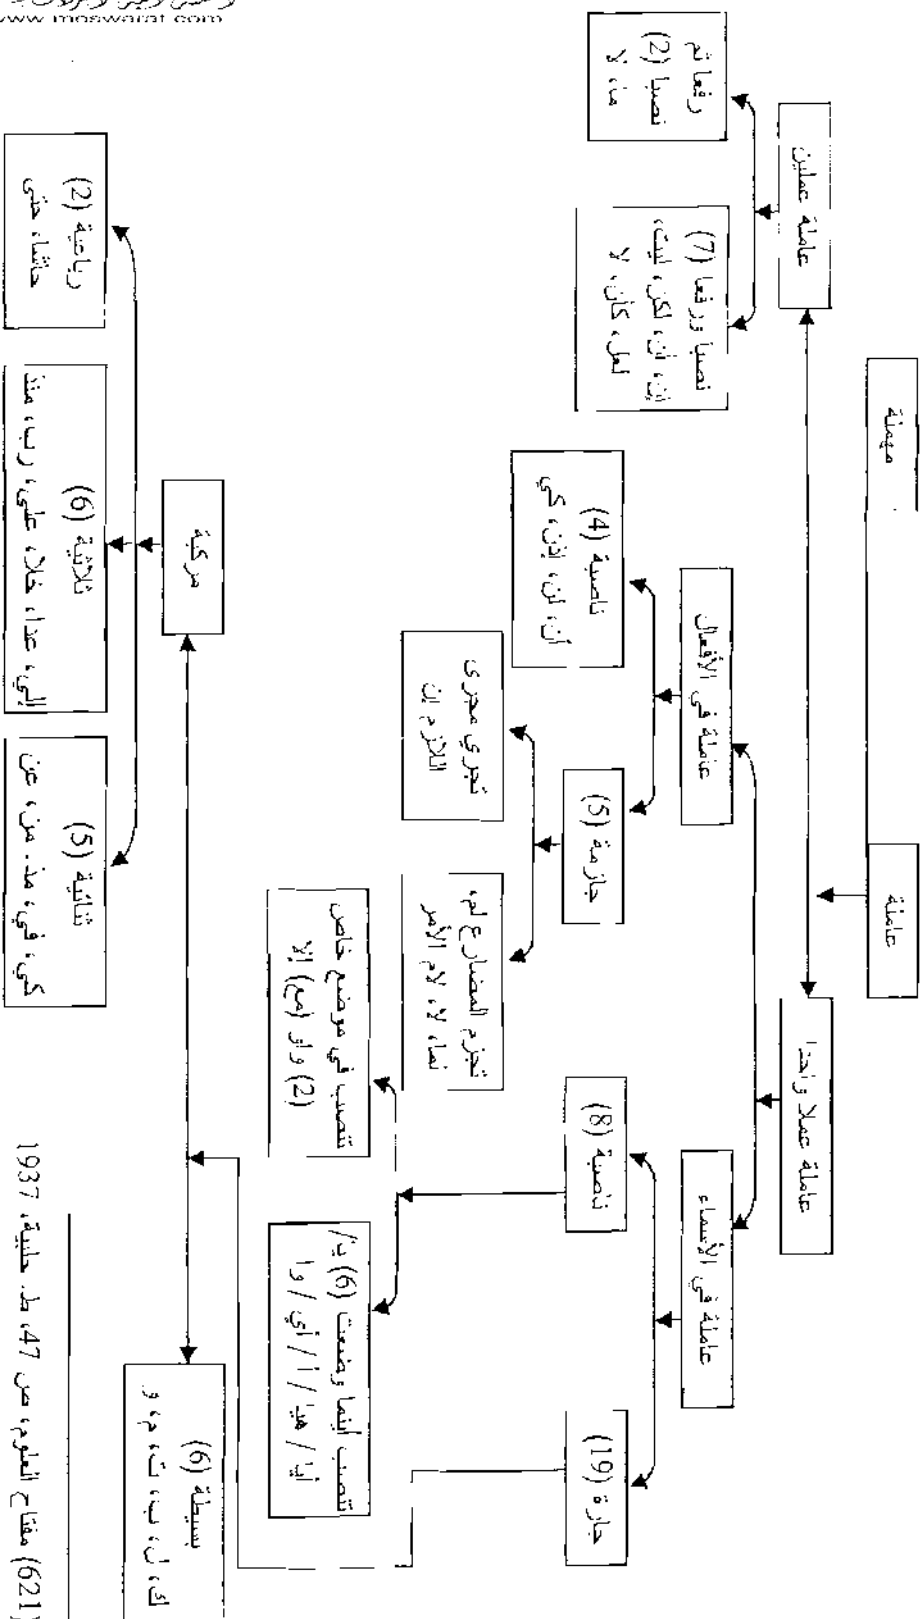 www.moswarat.com
مهملة
عاملة
عاملة عملين
عاملة عملا واحدا
رفعا ثم
نصبا (2)
ما، لا
نصبا ورفعا (7)
إن، أن، لكن، ليت،
لعل، كأن، لا
عاملة في الأفعال
عاملة في الأسماء
ناصبة (4)
أن، لن، إذن، كي
جازمة (5)
ناصبة (8)
جارة (19)
تجري مجرى
اللازم إن
تجزم المضارع لم،
لما، لا، لام الأمر
تنصب في موضع خاص
(2) واو (مع) إلا
تنصب أينما وضعت (6) يا/
أيا / هيا / أ / أي / وا
مركبة
بسيطة (6)
ك، ل، ب، ت، م، و
رباعية (2)
حاشا، حتى
ثلاثية (6)
إلى، عدا، خلا، على، رب، منذ
ثنائية (5)
كي، في، مذ، من، عن
(621) مفتاح العلوم، ص 47، ط. حلبية، 1937